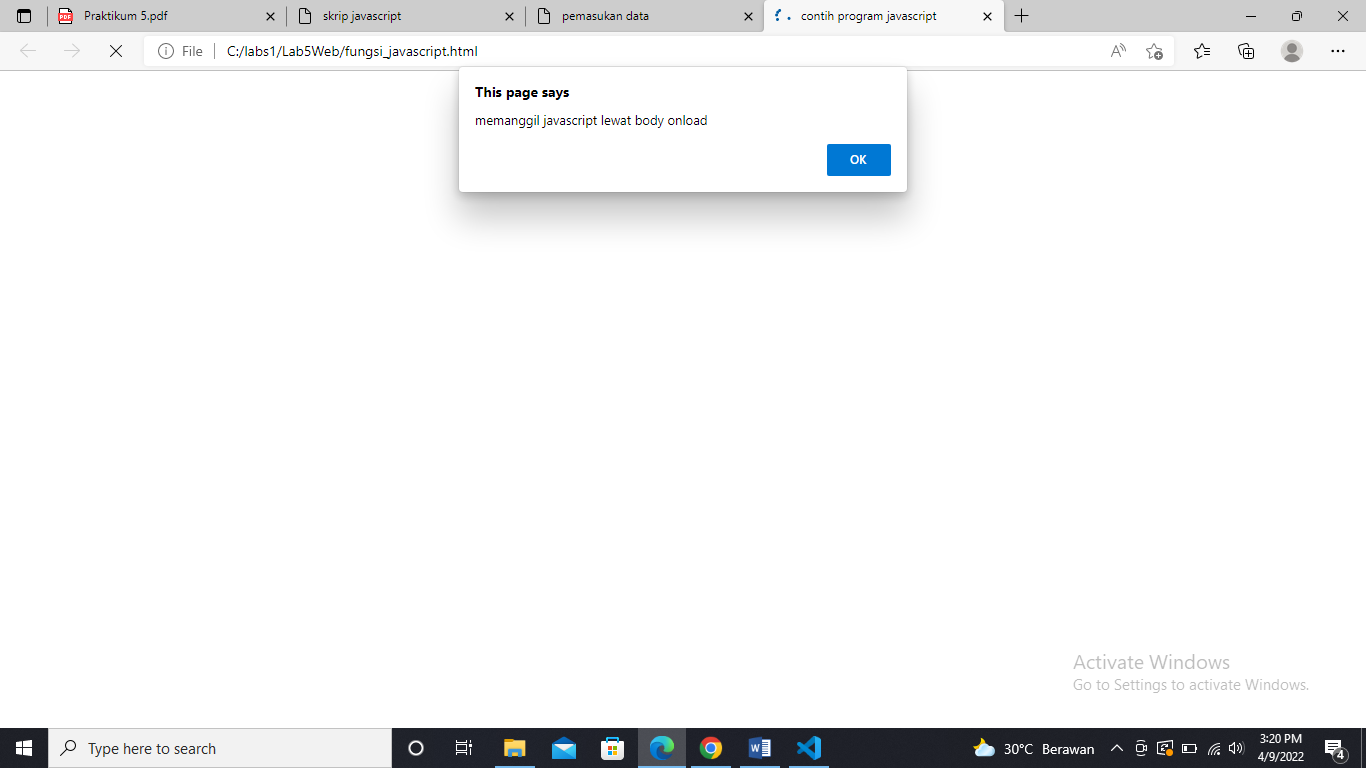 Praktikum 5.pdf
skrip javascript
pemasukan data
contih program javascript
File
C:/labs1/Lab5Web/fungsi_javascript.html
This page says
memanggil javascript lewat body onload
OK
Activate Windows
Go to Settings to activate Windows.
Type here to search
30°C Berawan
3:20 PM
4/9/2022
4